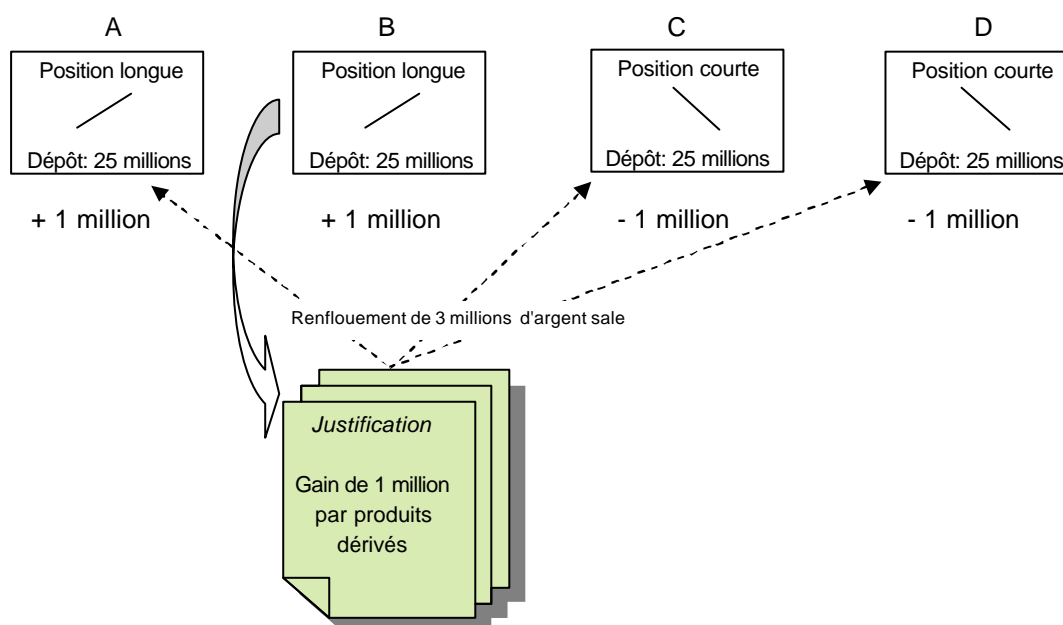 A
B
C
D
Position longue
Position longue
Position courte
Position courte
Dépôt: 25 millions
Dépôt: 25 millions
Dépôt: 25 millions
Dépôt: 25 millions
+ 1 million
+ 1 million
- 1 million
- 1 million
Renflouement de 3 millions d'argent sale
Justification
Gain de 1 million
par produits
dérivés